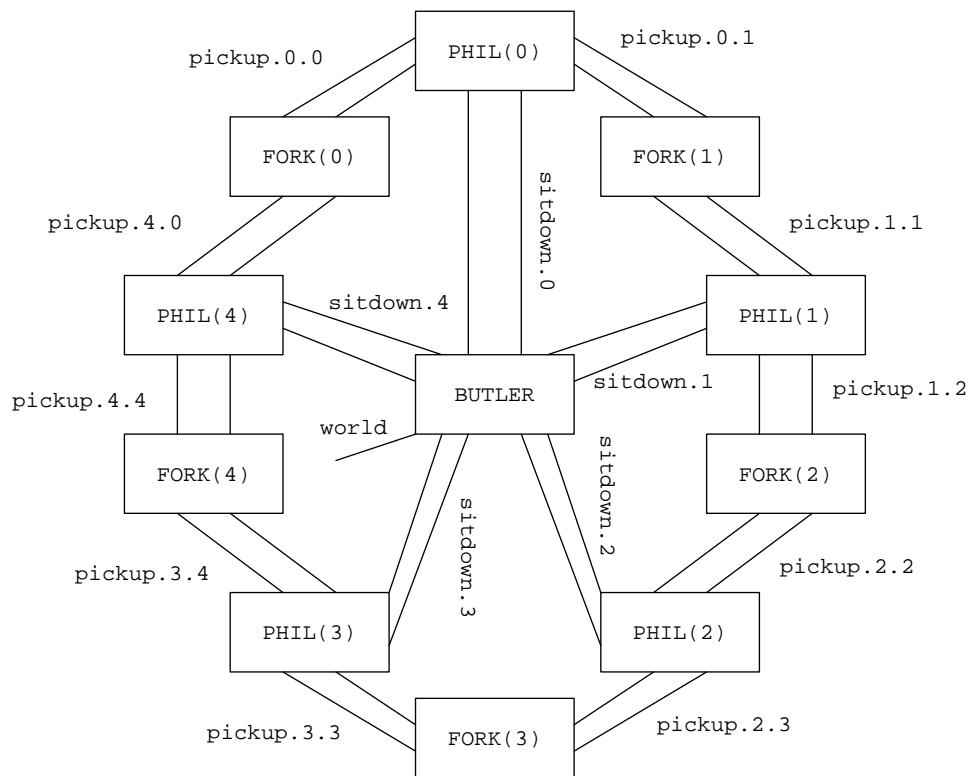 pickup.0.0
PHIL(0)
pickup.0.1
FORK(0)
FORK(1)
pickup.4.0
sitdown.0
pickup.1.1
PHIL(4)
sitdown.4
PHIL(1)
pickup.4.4
BUTLER
sitdown.1
pickup.1.2
world
FORK(4)
sitdown.3
sitdown.2
FORK(2)
pickup.3.4
pickup.2.2
PHIL(3)
PHIL(2)
pickup.3.3
FORK(3)
pickup.2.3